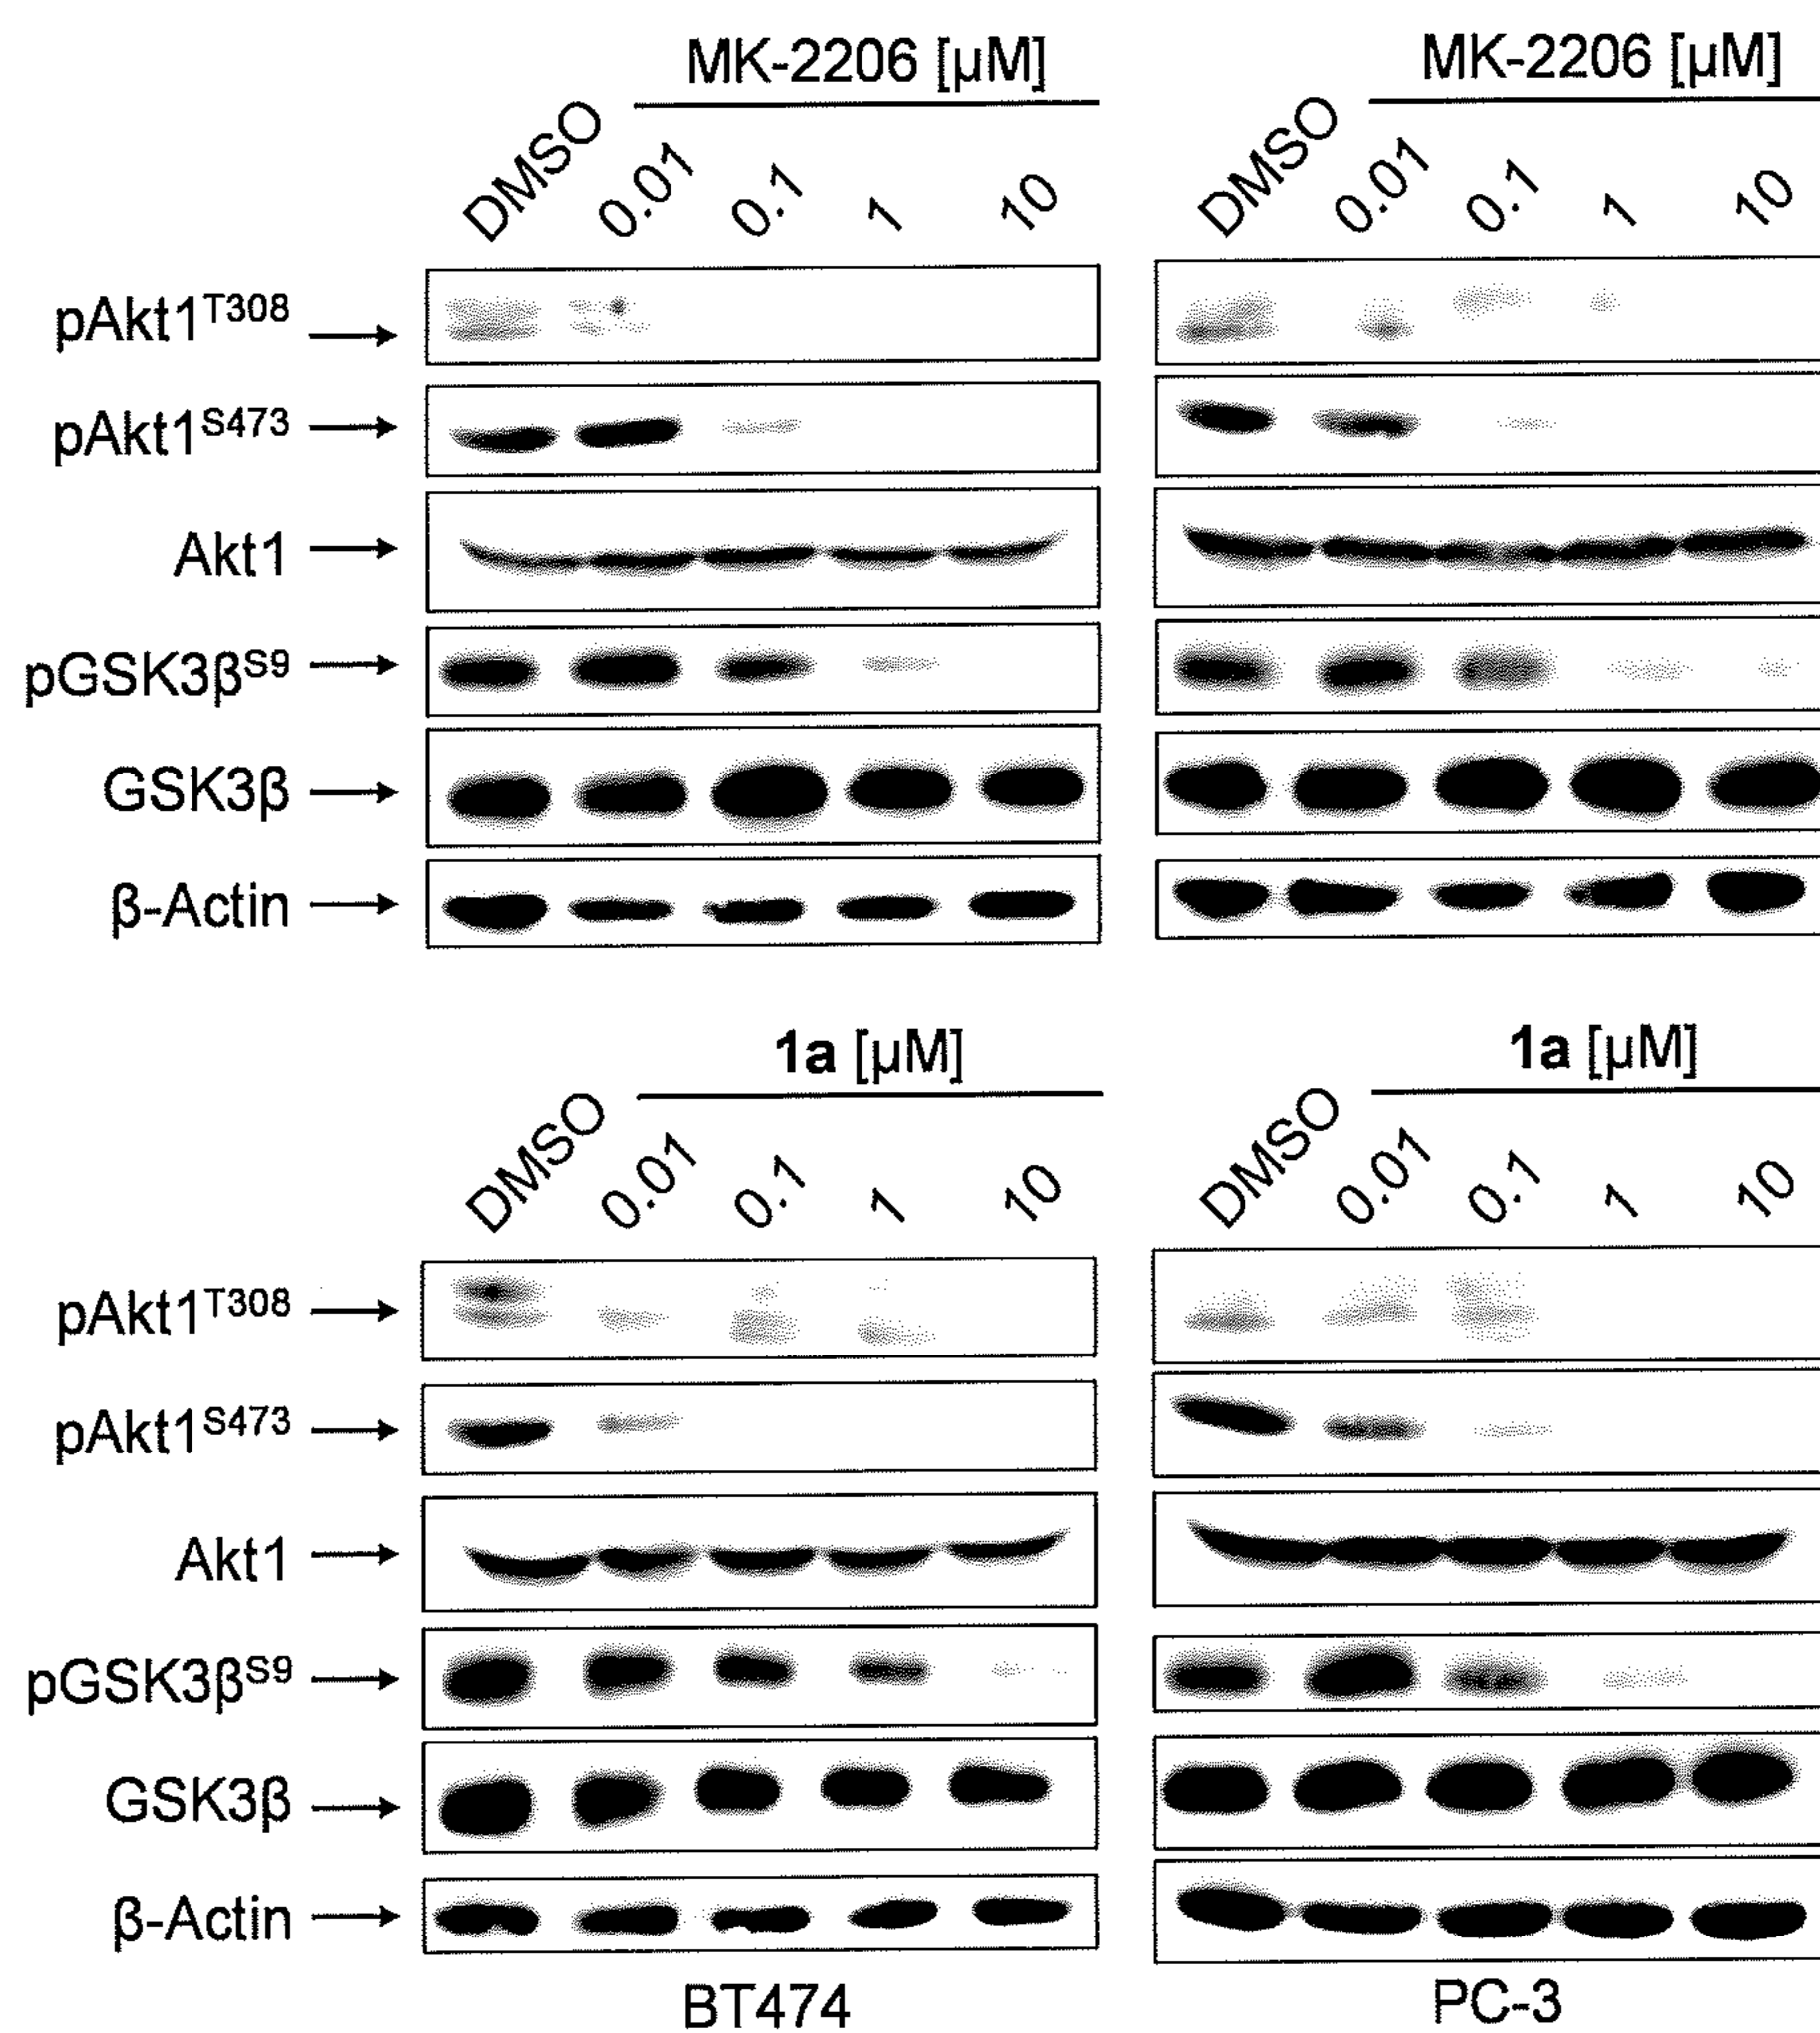 MK-2206 [µM] MK-2206 [µM]
DMSO 0.01 0.1 1 10 DMSO 0.01 0.1 1 10
pAkt1T308
pAkt1S473
Akt1
pGSK3βS9
GSK3β
β-Actin
1a [µM] 1a [µM]
DMSO 0.01 0.1 1 10 DMSO 0.01 0.1 1 10
pAkt1T308
pAkt1S473
Akt1
pGSK3βS9
GSK3β
β-Actin
BT474 PC-3